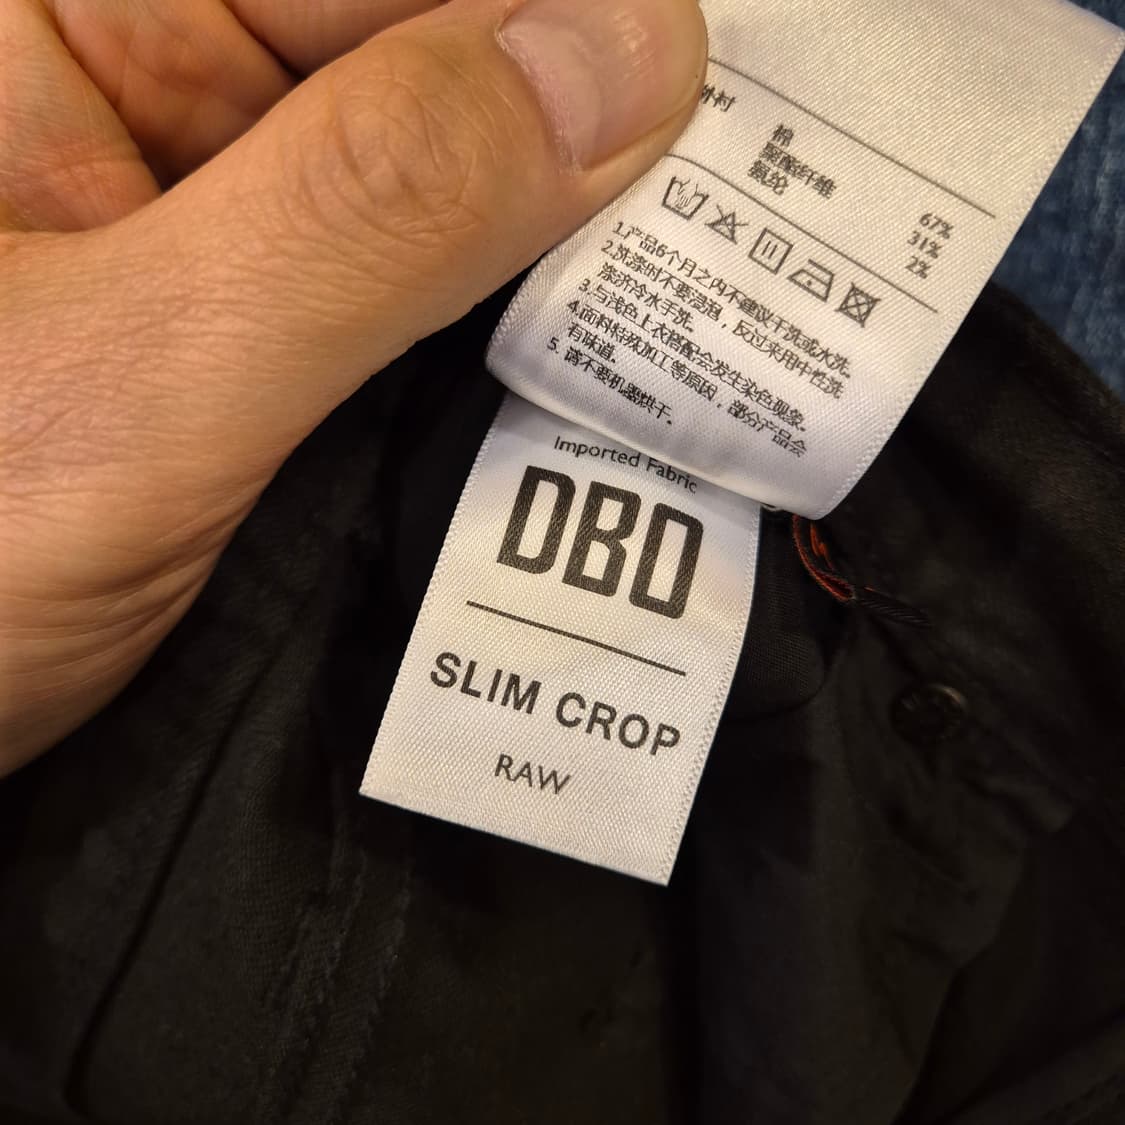 棉
聚酯纤维
氨纶
67%
31%
2%
1.产品6个月之内不建议干洗或水洗。
2.洗涤时不要浸泡，反过来用中性洗
涤济冷水手洗。
3.与浅色上衣搭配会发生染色现象。
4.面料特殊加工等原因，部分产品会
有味道。
5. 请不要机器烘干。
Imported Fabric
DBD
SLIM CROP
RAW